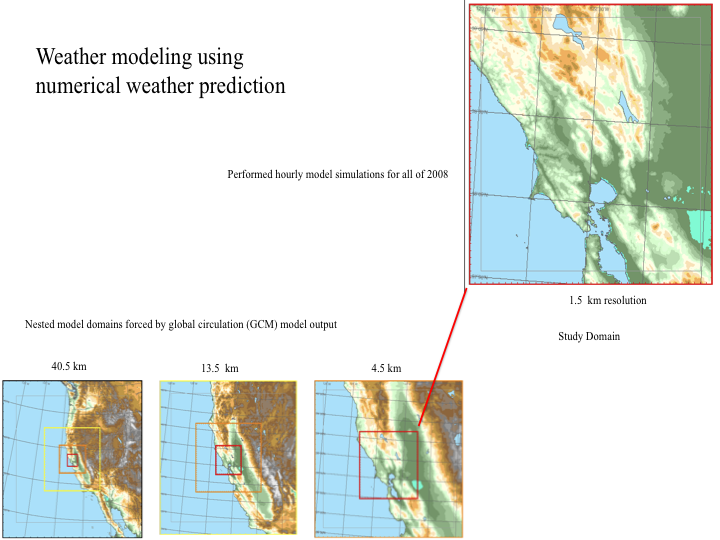 Weather modeling using
numerical weather prediction
Performed hourly model simulations for all of 2008
1.5 km resolution
Study Domain
Nested model domains forced by global circulation (GCM) model output
40.5 km
13.5 km
4.5 km